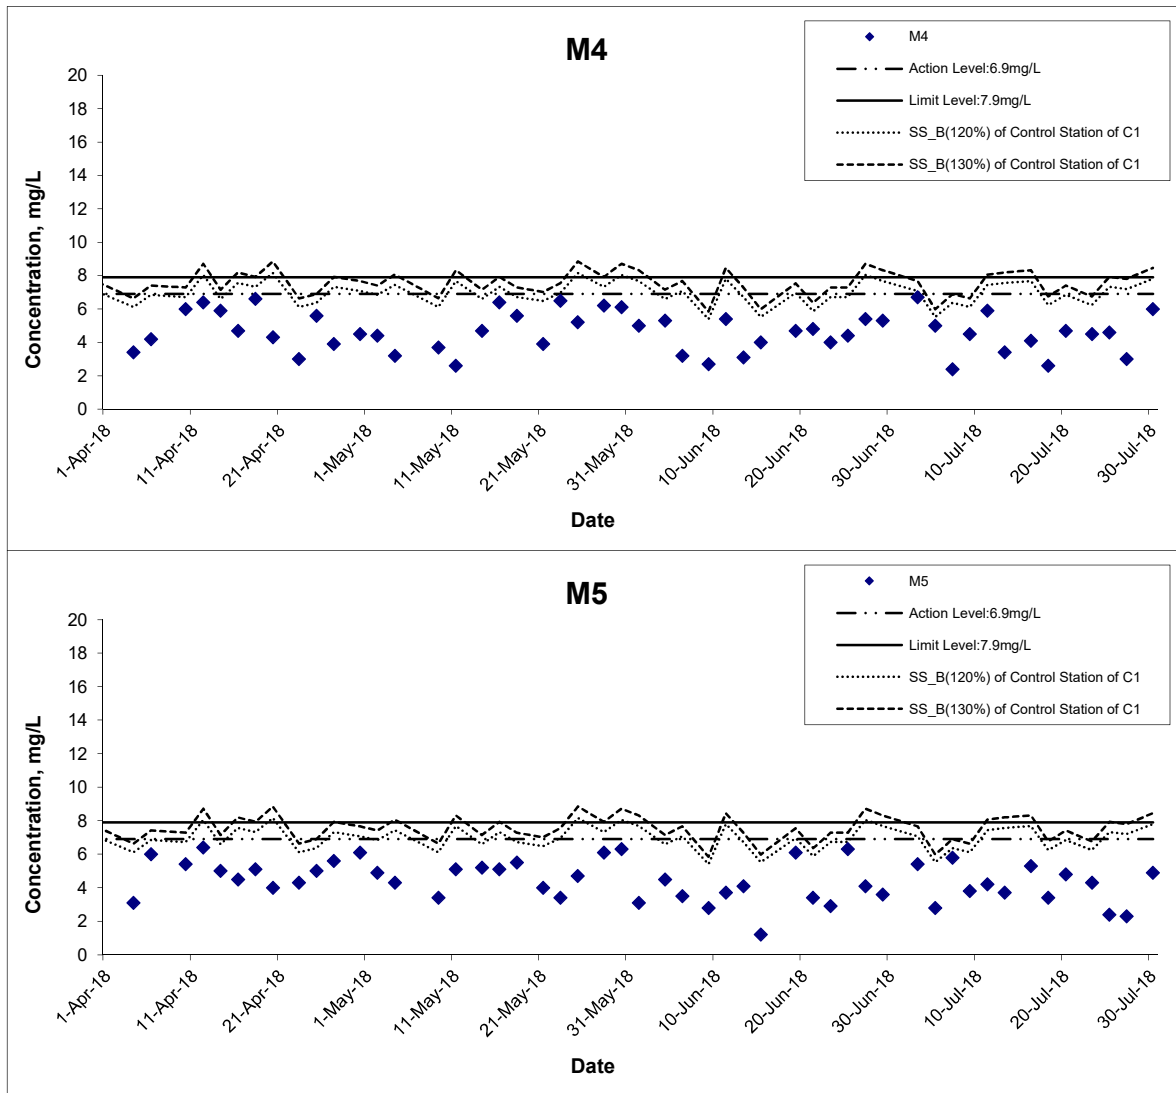 M4
M4
Action Level:6.9mg/L
Limit Level:7.9mg/L
SS_B(120%) of Control Station of C1
SS_B(130%) of Control Station of C1
Concentration, mg/L
20
18
16
14
12
10
8
6
4
2
0
1-Apr-18
11-Apr-18
21-Apr-18
1-May-18
11-May-18
21-May-18
31-May-18
10-Jun-18
20-Jun-18
30-Jun-18
10-Jul-18
20-Jul-18
30-Jul-18
Date
M5
M5
Action Level:6.9mg/L
Limit Level:7.9mg/L
SS_B(120%) of Control Station of C1
SS_B(130%) of Control Station of C1
Concentration, mg/L
20
18
16
14
12
10
8
6
4
2
0
1-Apr-18
11-Apr-18
21-Apr-18
1-May-18
11-May-18
21-May-18
31-May-18
10-Jun-18
20-Jun-18
30-Jun-18
10-Jul-18
20-Jul-18
30-Jul-18
Date